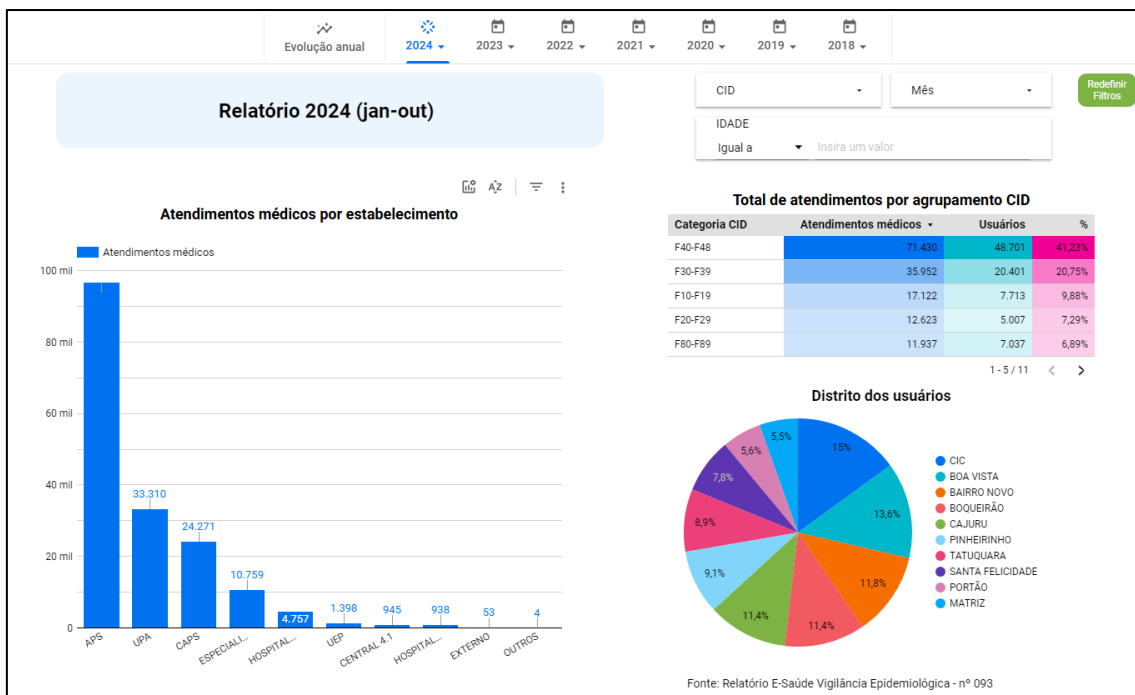 Evolução anual
2024
2023
2022
2021
2020
2019
2018
Relatório 2024 (jan-out)
CID
Mês
Redefinir
Filtros
IDADE
Igual a
Insira um valor
Atendimentos médicos por estabelecimento
Atendimentos médicos
100 mil
80 mil
60 mil
40 mil
20 mil
0
33.310
24.271
10.759
4.757
1.398
945
938
53
4
APS
UPA
CAPS
ESPECIALI...
HOSPITAL...
UEP
CENTRAL 4.1
HOSPITAL...
EXTERNO
OUTROS
Total de atendimentos por agrupamento CID
Categoria CID Atendimentos médicos Usuários %
F40-F48 71.430 48.701 41,23%
F30-F39 35.952 20.401 20,75%
F10-F19 17.122 7.713 9,88%
F20-F29 12.623 5.007 7,29%
F80-F89 11.937 7.037 6,89%
1 - 5 / 11
Distrito dos usuários
15%
13,6%
11,8%
11,4%
11,4%
9,1%
8,9%
7,8%
5,6%
5,5%
CIC
BOA VISTA
BAIRRO NOVO
BOQUEIRÃO
CAJURU
PINHEIRINHO
TATUQUARA
SANTA FELICIDADE
PORTÃO
MATRIZ
Fonte: Relatório E-Saúde Vigilância Epidemiológica - nº 093